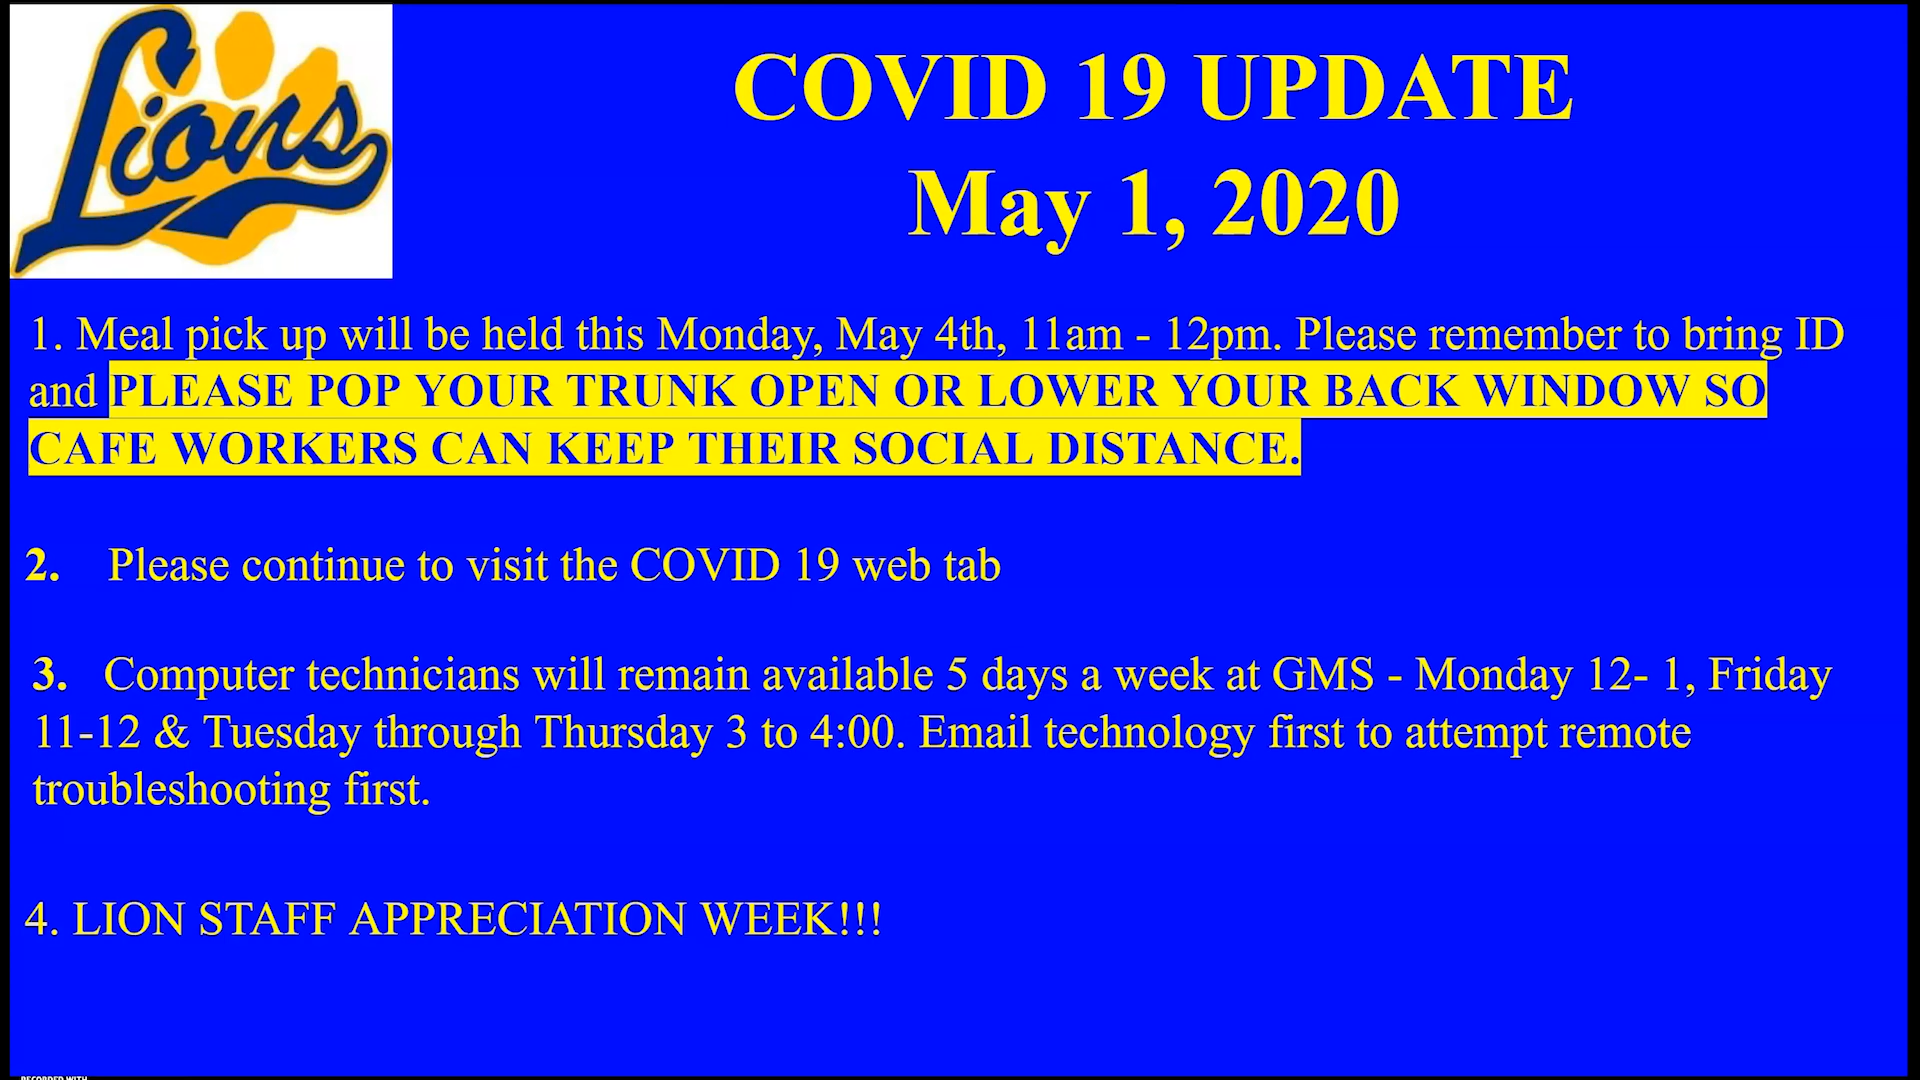 Lions
COVID 19 UPDATE
May 1, 2020
1. Meal pick up will be held this Monday, May 4th, 11am - 12pm. Please remember to bring ID
and PLEASE POP YOUR TRUNK OPEN OR LOWER YOUR BACK WINDOW SO
CAFE WORKERS CAN KEEP THEIR SOCIAL DISTANCE.
2. Please continue to visit the COVID 19 web tab
3. Computer technicians will remain available 5 days a week at GMS - Monday 12- 1, Friday
11-12 & Tuesday through Thursday 3 to 4:00. Email technology first to attempt remote
troubleshooting first.
4. LION STAFF APPRECIATION WEEK!!!
RECORDED WITH